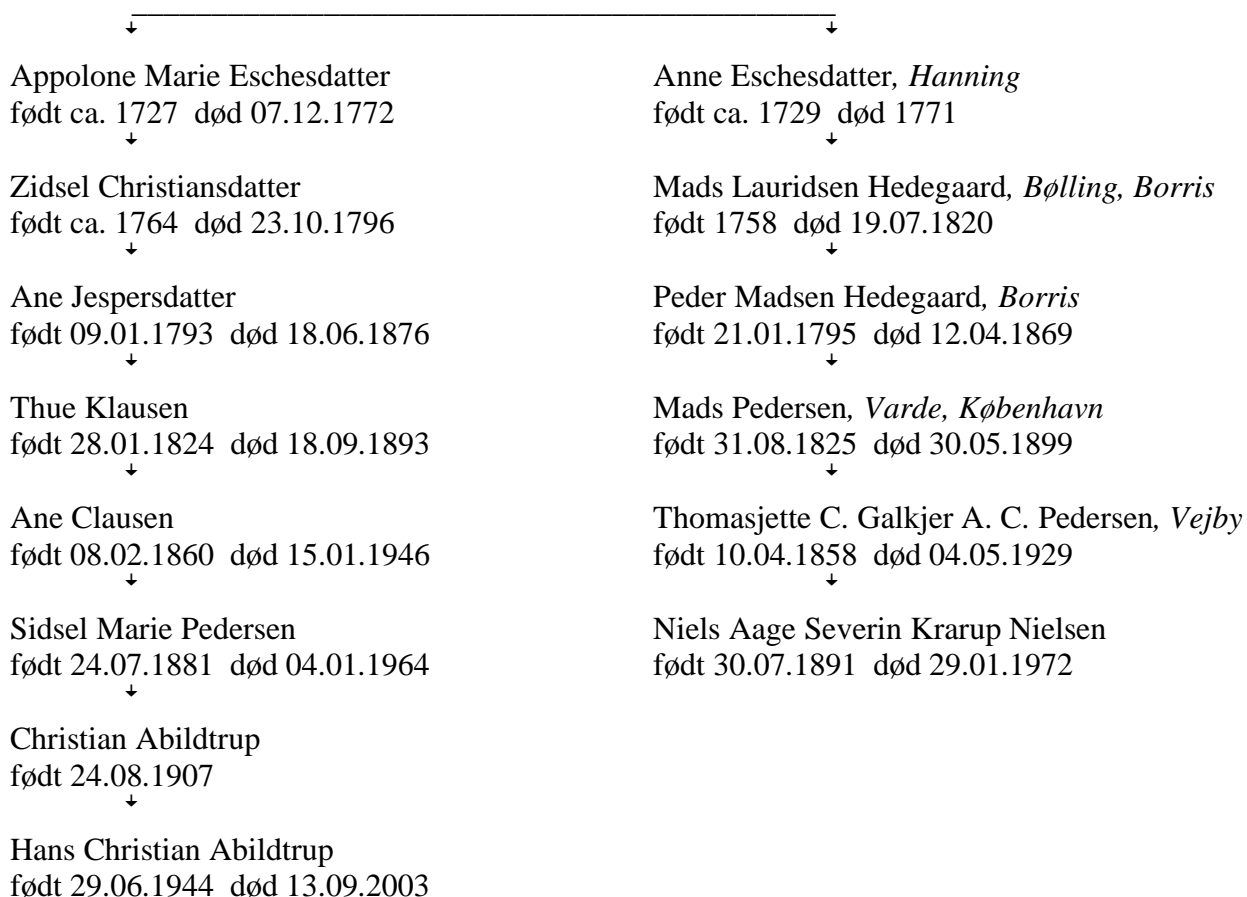 Appolone Marie Eschesdatter
født ca. 1727 død 07.12.1772
Zidsel Christiansdatter
født ca. 1764 død 23.10.1796
Ane Jespersdatter
født 09.01.1793 død 18.06.1876
Thue Klausen
født 28.01.1824 død 18.09.1893
Ane Clausen
født 08.02.1860 død 15.01.1946
Sidsel Marie Pedersen
født 24.07.1881 død 04.01.1964
Christian Abildtrup
født 24.08.1907
Hans Christian Abildtrup
født 29.06.1944 død 13.09.2003
Anne Eschesdatter, Hanning
født ca. 1729 død 1771
Mads Lauridsen Hedegaard, Bølling, Borris
født 1758 død 19.07.1820
Peder Madsen Hedegaard, Borris
født 21.01.1795 død 12.04.1869
Mads Pedersen, Varde, København
født 31.08.1825 død 30.05.1899
Thomasjette C. Galkjer A. C. Pedersen, Vejby
født 10.04.1858 død 04.05.1929
Niels Aage Severin Krarup Nielsen
født 30.07.1891 død 29.01.1972